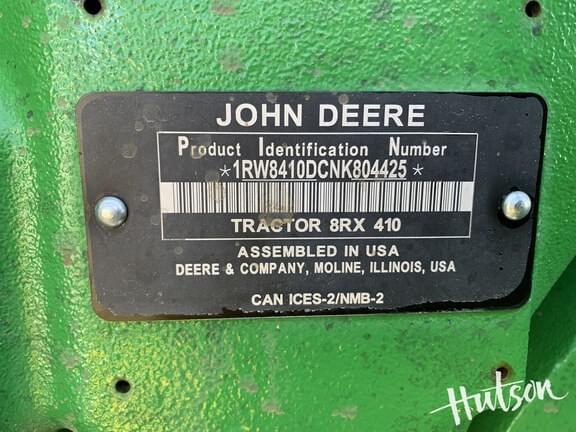 JOHN DEERE
Product Identification Number
*1RW8410DCNK804425*
TRACTOR 8RX 410
ASSEMBLED IN USA
DEERE & COMPANY, MOLINE, ILLINOIS, USA
CAN ICES-2/NMB-2
Hutson